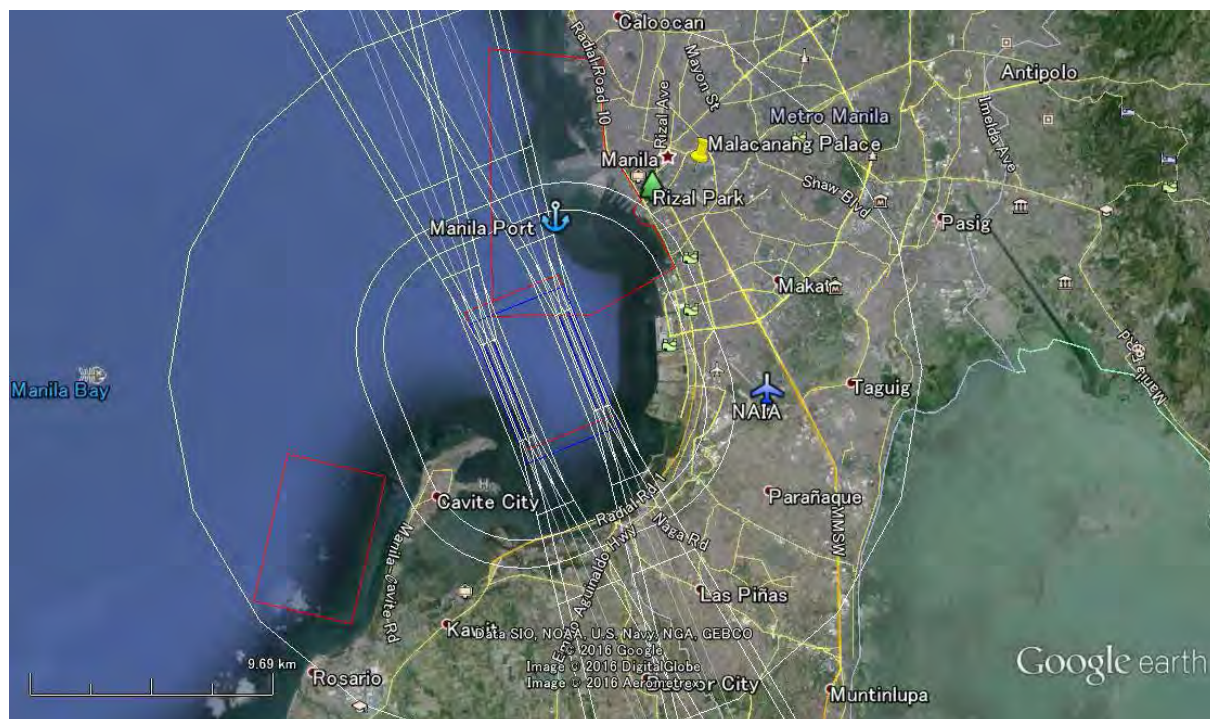 Caloocan
Radial Road 10
Rizal Ave
Mayon St
Antipolo
Imelda Ave
Metro Manila
Malacanang Palace
Manila
Rizal Park
Shaw Blvd
Manila Port
Pasig
Makati
Manila E Rd
Manila Bay
NAIA
Taguig
Cavite City
Radial Rd 1
Parañaque
Naga Rd
MMSW
Manila-Cavite Rd
Emilio Aguinaldo Hwy
Las Piñas
Kawit
Data SIO, NOAA, U.S. Navy, NGA, GEBCO
© 2016 Google
9.69 km
Image © 2016 DigitalGlobe
Rosario
Image © 2016 Aerometrex
Google earth
Muntinlupa